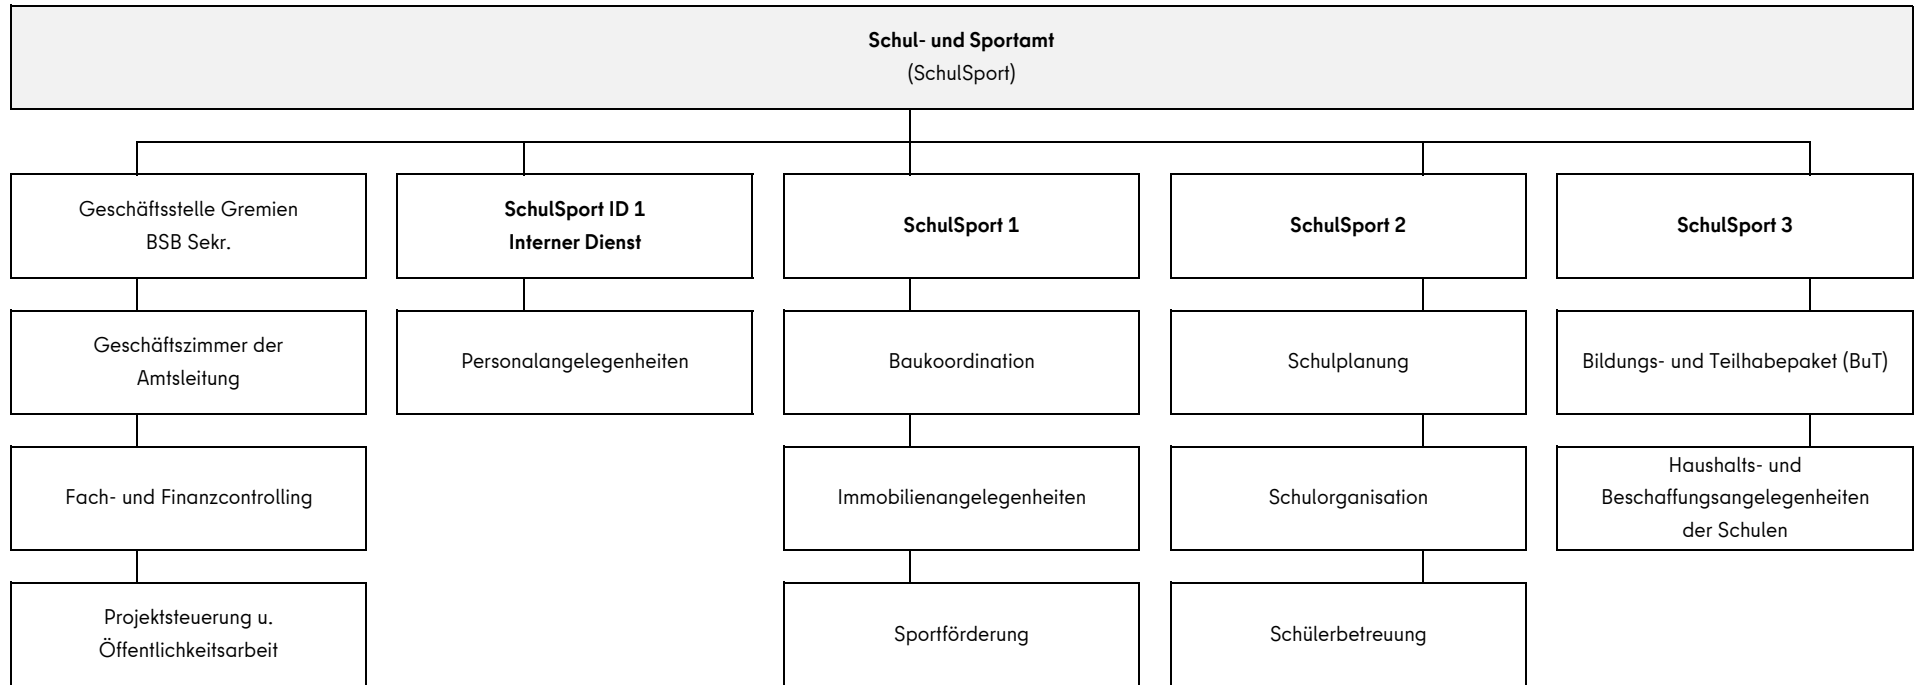 Schul- und Sportamt
(SchulSport)
Geschäftsstelle Gremien
BSB Sekr.
SchulSport ID 1
Interner Dienst
SchulSport 1
SchulSport 2
SchulSport 3
Geschäftszimmer der
Amtsleitung
Personalangelegenheiten
Baukoordination
Schulplanung
Bildungs- und Teilhabepaket (BuT)
Fach- und Finanzcontrolling
Immobilienangelegenheiten
Schulorganisation
Haushalts- und
Beschaffungsangelegenheiten
der Schulen
Projektsteuerung u.
Öffentlichkeitsarbeit
Sportförderung
Schülerbetreuung